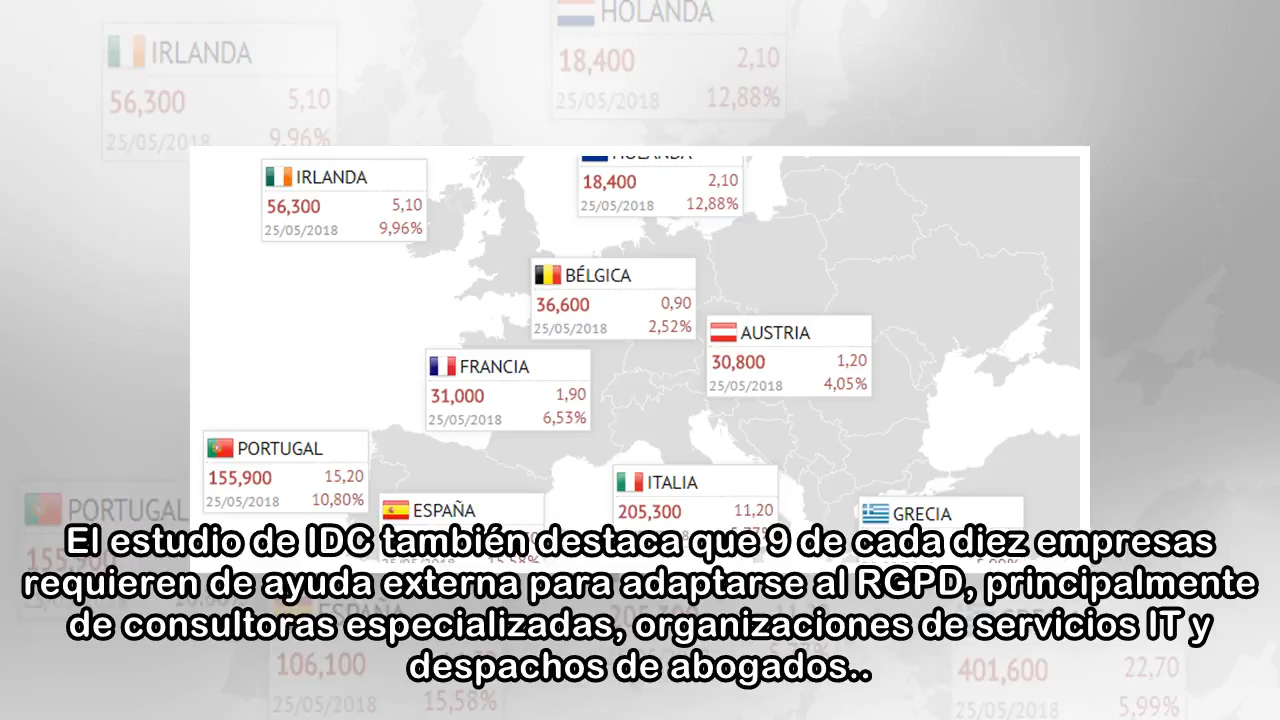 HOLANDA
18,400 2,10
25/05/2018 12,88%
IRLANDA
56,300 5,10
25/05/2018 9,96%
HOLANDA
18,400 2,10
25/05/2018 12,88%
IRLANDA
56,300 5,10
25/05/2018 9,96%
BÉLGICA
36,600 0,90
25/05/2018 2,52%
AUSTRIA
30,800 1,20
25/05/2018 4,05%
FRANCIA
31,000 1,90
25/05/2018 6,53%
PORTUGAL
155,900 15,20
25/05/2018 10,80%
ITALIA
205,300 11,20
ESPAÑA
GRECIA
PORTUGAL
El estudio de IDC también destaca que 9 de cada diez empresas
requieren de ayuda externa para adaptarse al RGPD, principalmente
de consultoras especializadas, organizaciones de servicios IT y
despachos de abogados..
106,100
25/05/2018 15,58%
401,600 22,70
25/05/2018 5,99%